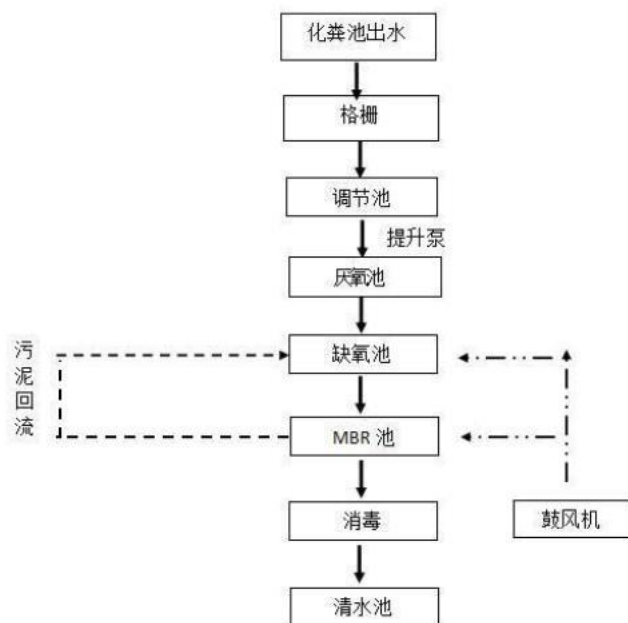 化粪池出水
格栅
调节池
提升泵
厌氧池
缺氧池
污泥回流
MBR 池
消毒
鼓风机
清水池